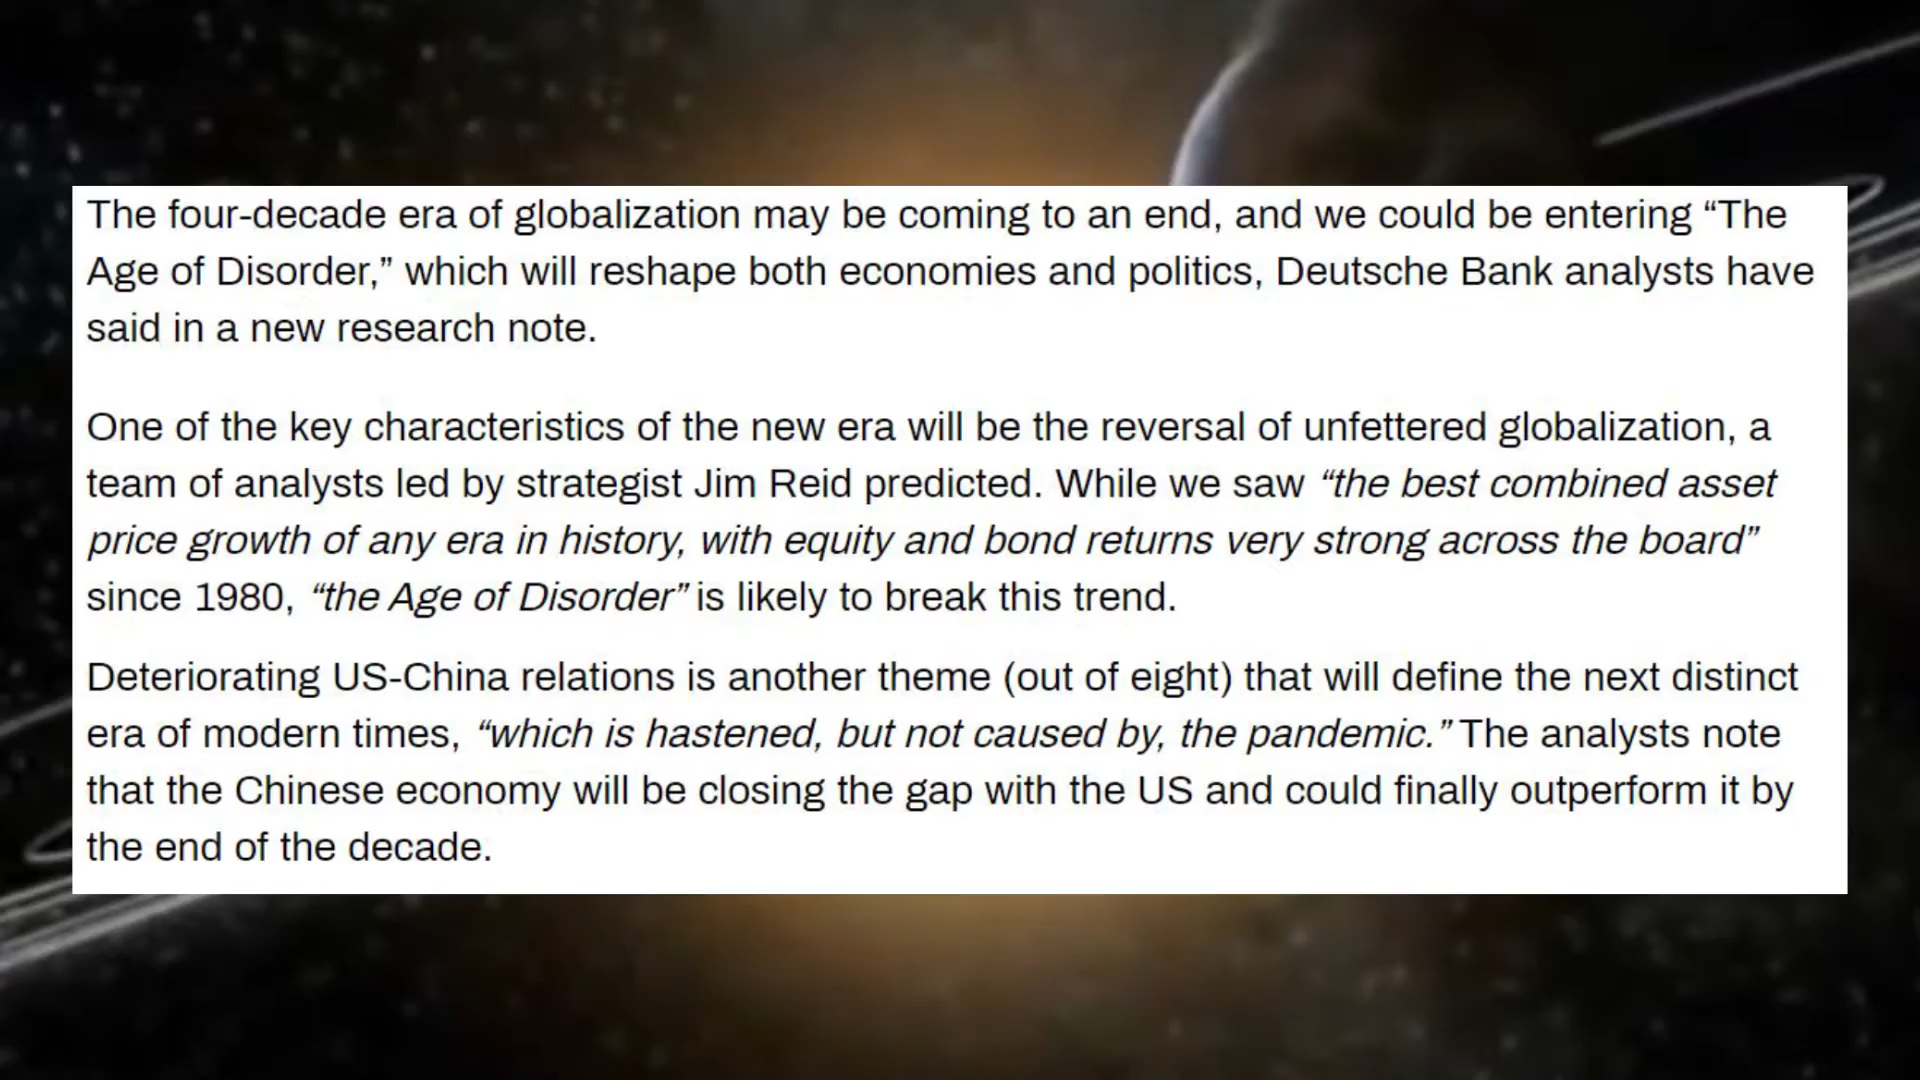 The four-decade era of globalization may be coming to an end, and we could be entering “The
Age of Disorder,” which will reshape both economies and politics, Deutsche Bank analysts have
said in a new research note.
One of the key characteristics of the new era will be the reversal of unfettered globalization, a
team of analysts led by strategist Jim Reid predicted. While we saw “the best combined asset
price growth of any era in history, with equity and bond returns very strong across the board”
since 1980, “the Age of Disorder” is likely to break this trend.
Deteriorating US-China relations is another theme (out of eight) that will define the next distinct
era of modern times, “which is hastened, but not caused by, the pandemic.” The analysts note
that the Chinese economy will be closing the gap with the US and could finally outperform it by
the end of the decade.